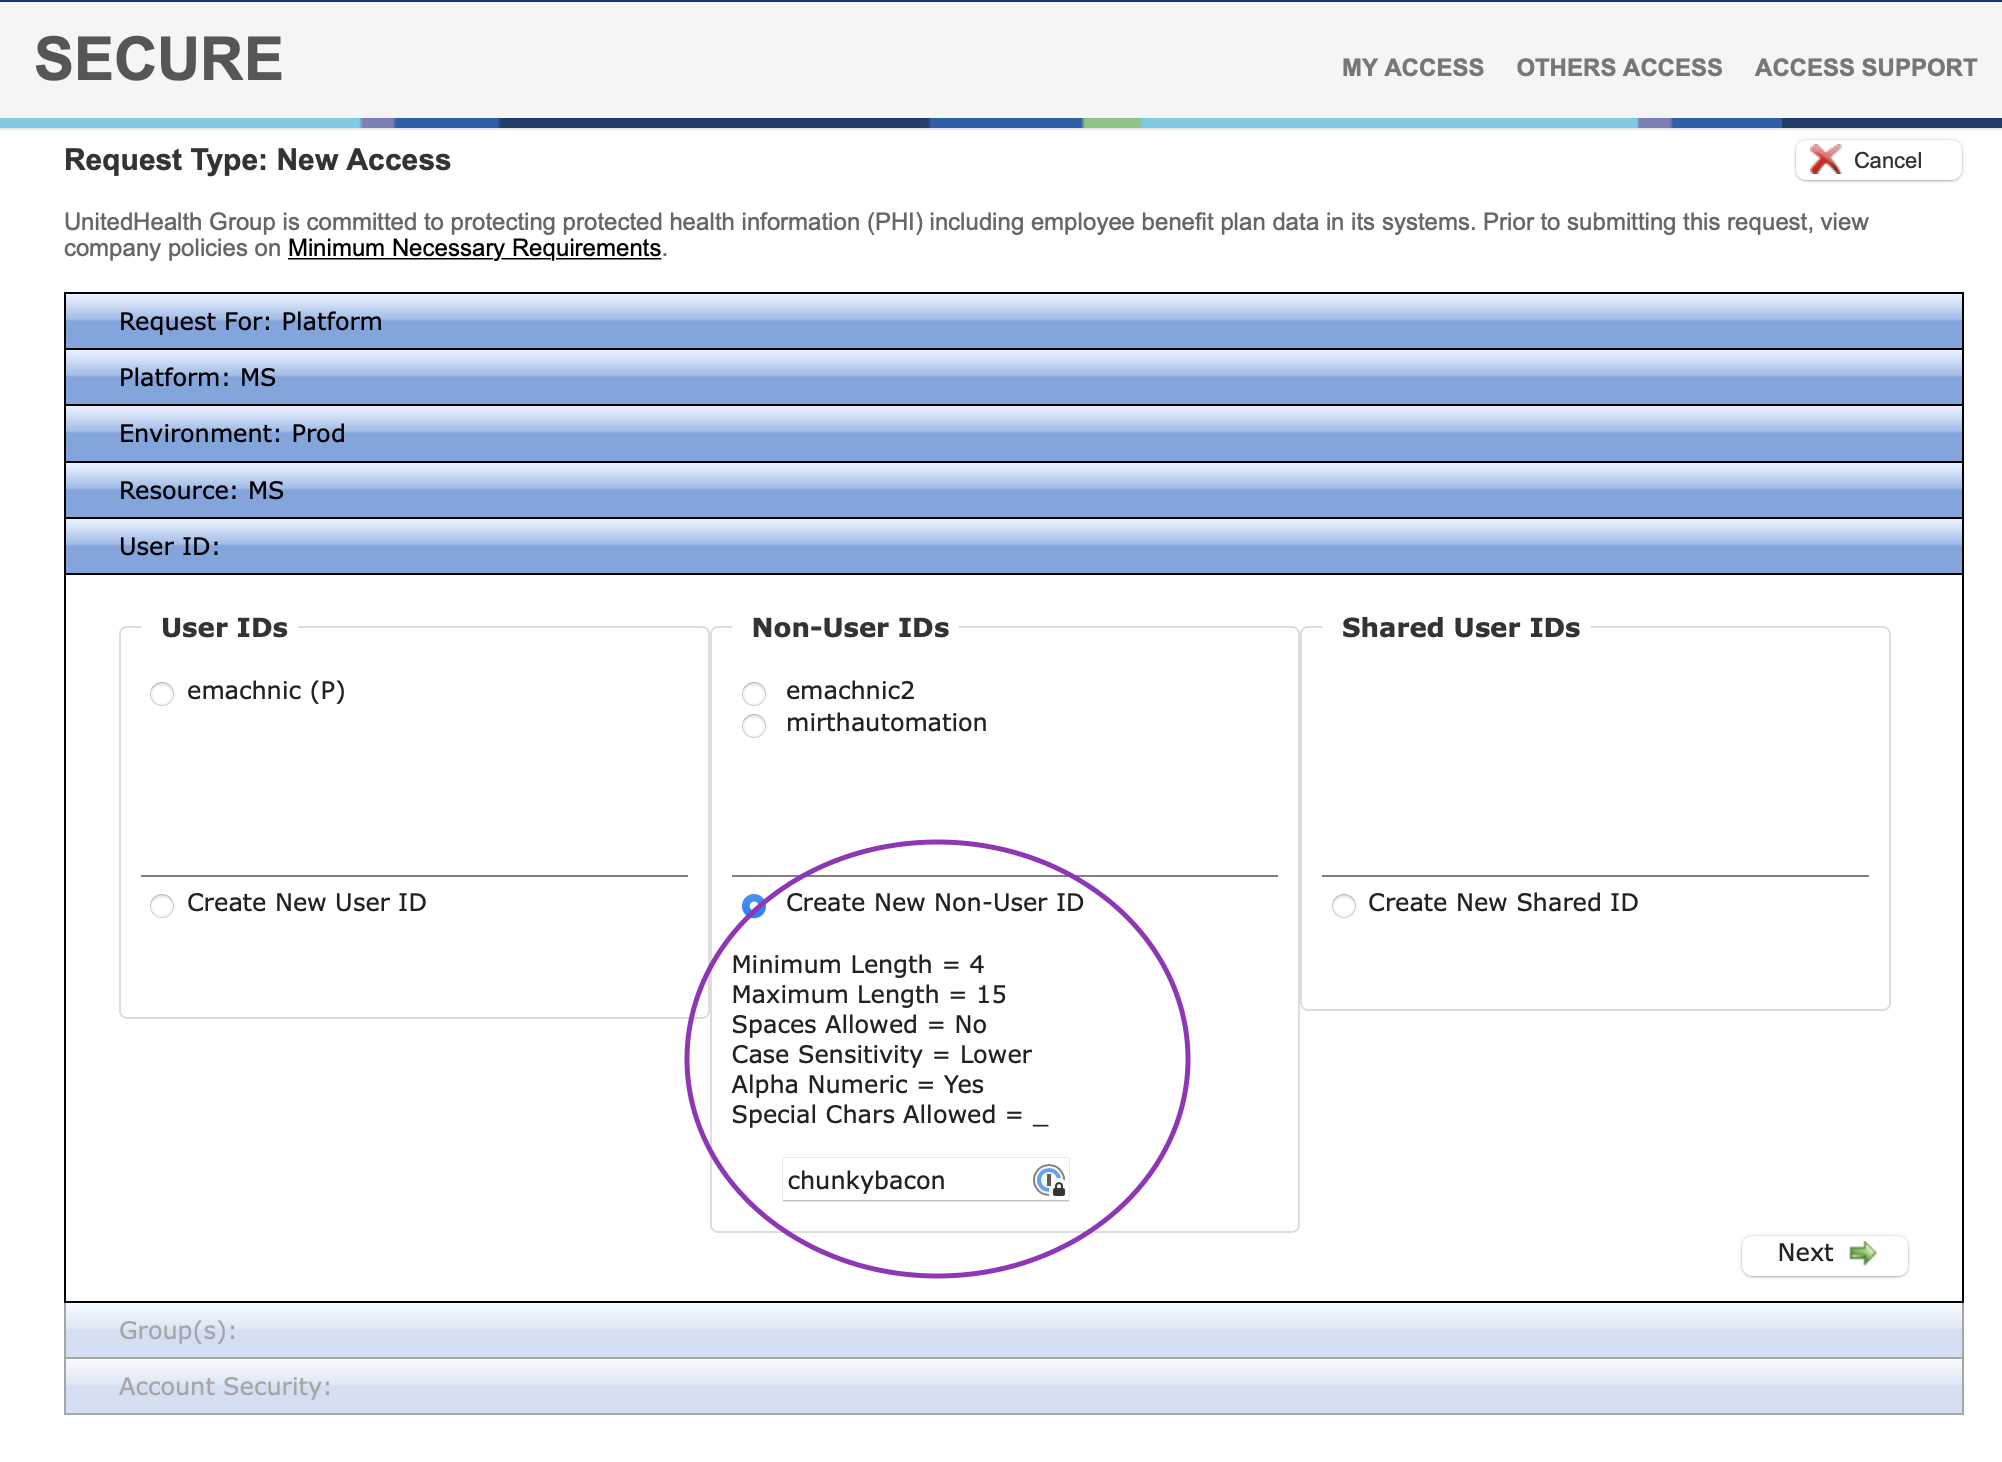 SECURE
MY ACCESS OTHERS ACCESS ACCESS SUPPORT
Request Type: New Access
Cancel
UnitedHealth Group is committed to protecting protected health information (PHI) including employee benefit plan data in its systems. Prior to submitting this request, view
company policies on Minimum Necessary Requirements.
Request For: Platform
Platform: MS
Environment: Prod
Resource: MS
User ID:
User IDs
emachnic (P)
Create New User ID
Non-User IDs
emachnic2
mirthautomation
Create New Non-User ID
Minimum Length = 4
Maximum Length = 15
Spaces Allowed = No
Case Sensitivity = Lower
Alpha Numeric = Yes
Special Chars Allowed = _
chunkybacon
Shared User IDs
Create New Shared ID
Next
Group(s):
Account Security: